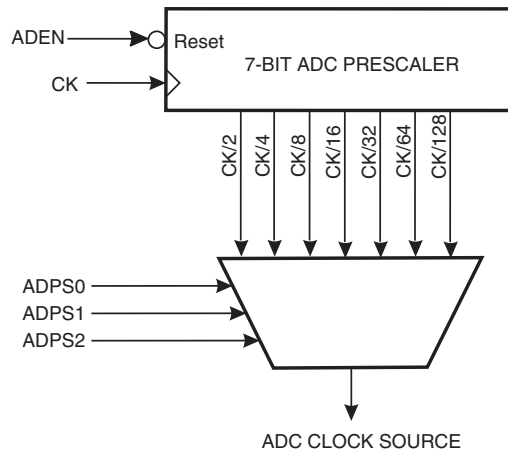 ADEN
Reset
7-BIT ADC PRESCALER
CK
CK/2
CK/4
CK/8
CK/16
CK/32
CK/64
CK/128
ADPS0
ADPS1
ADPS2
ADC CLOCK SOURCE